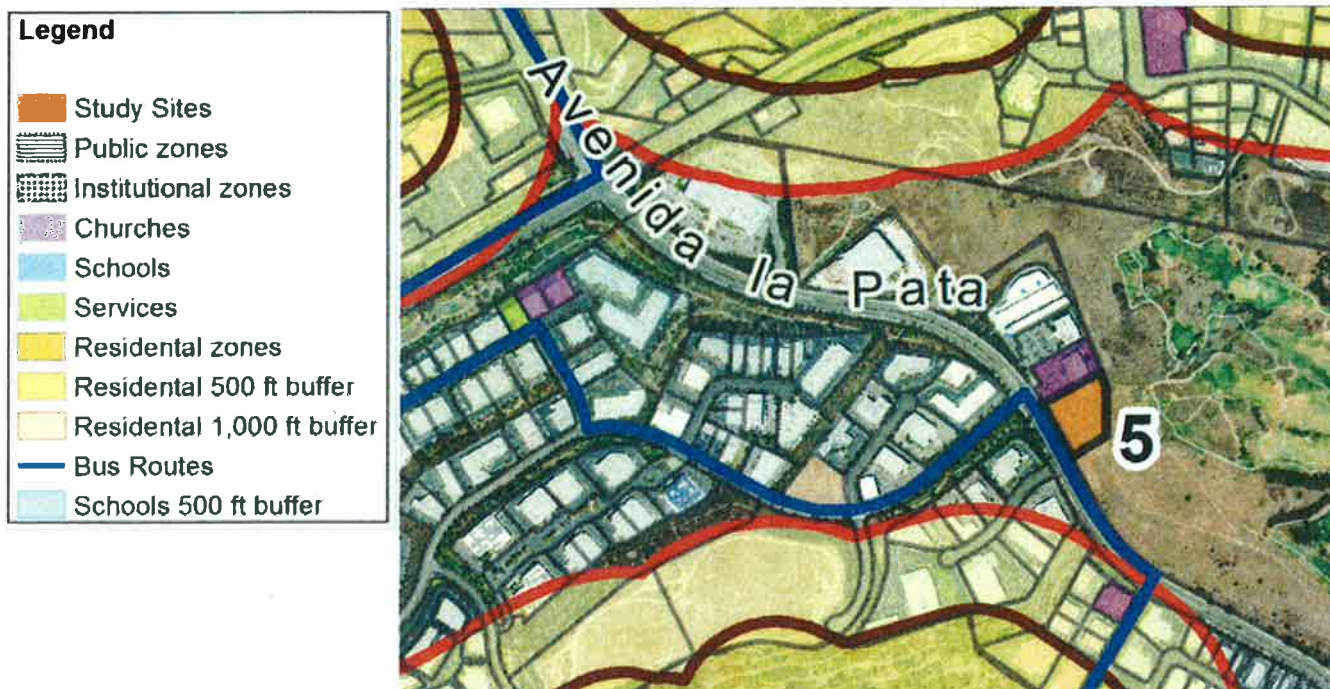 Legend
Study Sites
Public zones
Institutional zones
Churches
Schools
Services
Residental zones
Residental 500 ft buffer
Residental 1,000 ft buffer
Bus Routes
Schools 500 ft buffer
Avenida la Pata
5